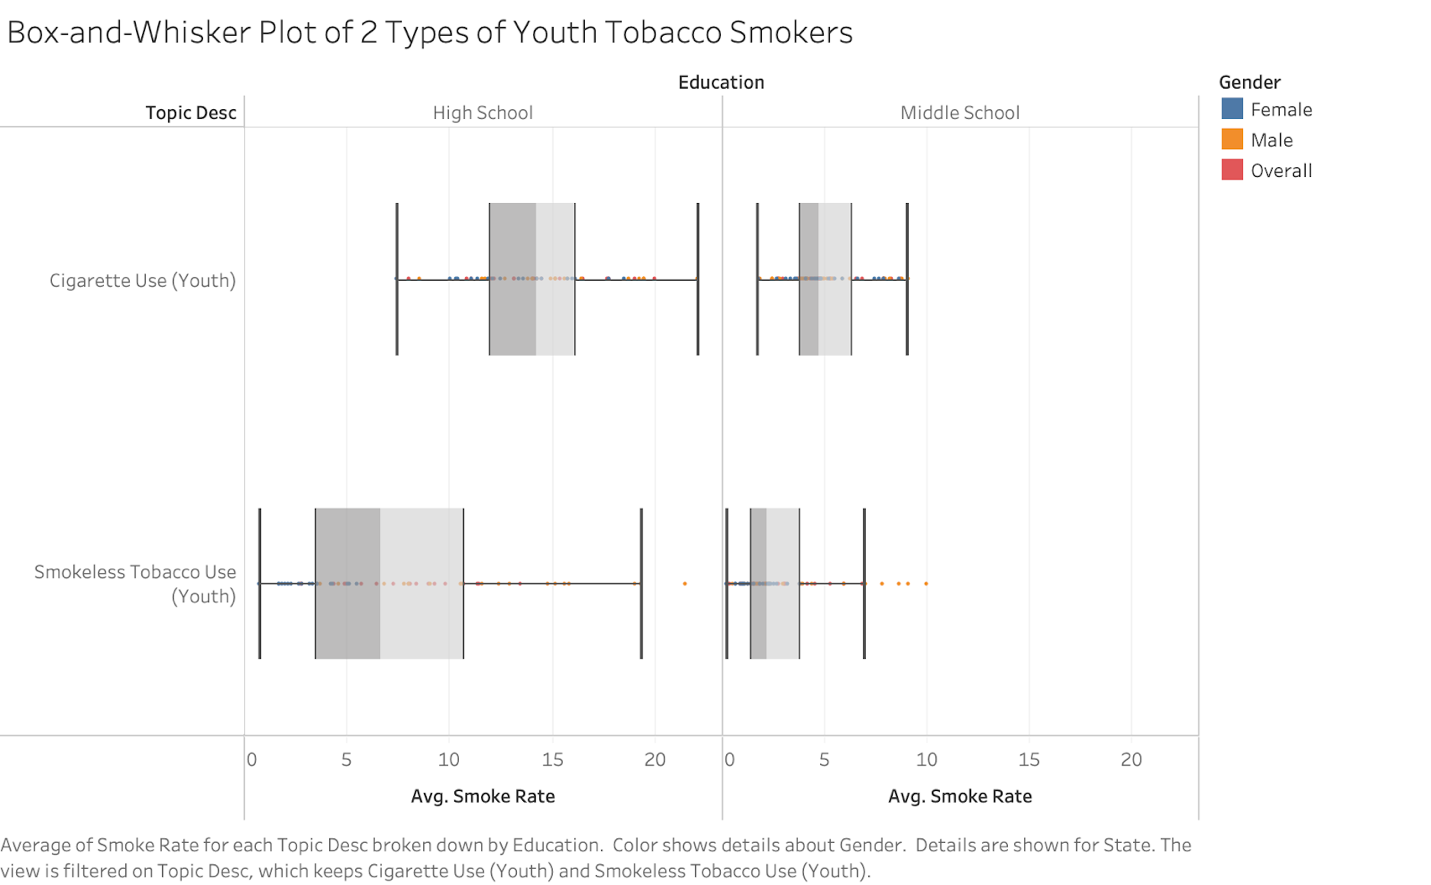 Box-and-Whisker Plot of 2 Types of Youth Tobacco Smokers
Education
Gender
Topic Desc
High School
Middle School
Female
Male
Overall
Cigarette Use (Youth)
Smokeless Tobacco Use
(Youth)
0 5 10 15 20 0 5 10 15 20
Avg. Smoke Rate Avg. Smoke Rate
Average of Smoke Rate for each Topic Desc broken down by Education.  Color shows details about Gender.  Details are shown for State. The
view is filtered on Topic Desc, which keeps Cigarette Use (Youth) and Smokeless Tobacco Use (Youth).